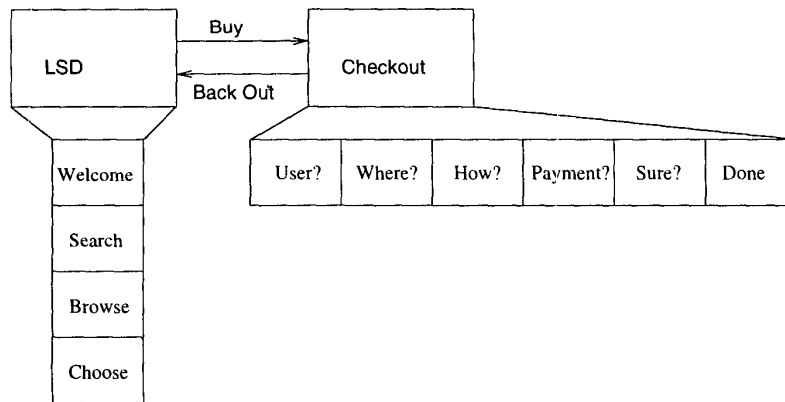 Buy
LSD
Checkout
Back Out
Welcome
Search
Browse
Choose
User? Where? How? Payment? Sure? Done